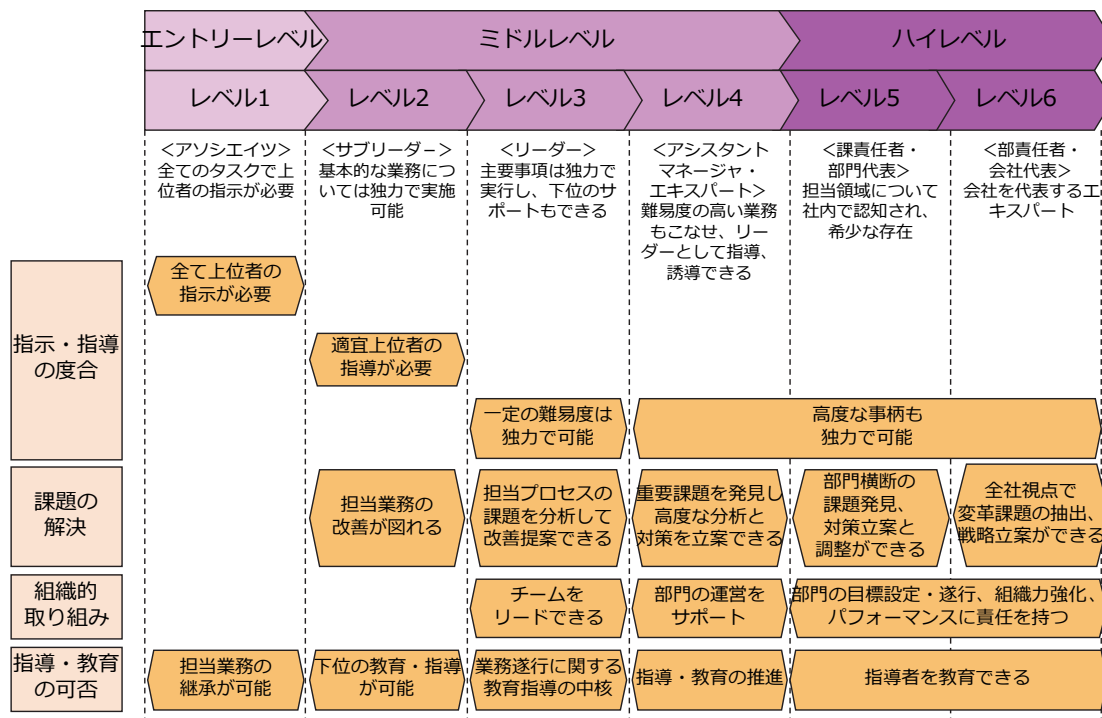 エントリーレベル
ミドルレベル
ハイレベル
レベル1
レベル2
レベル3
レベル4
レベル5
レベル6
<アソシエイツ>
全てのタスクで上
位者の指示が必要
<サブリーダー>
基本的な業務につ
いては独力で実施
可能
<リーダー>
主要事項は独力で
実行し、下位のサ
ポートもできる
<アシスタント
マネージャ・
エキスパート>
難易度の高い業務
もこなせ、リー
ダーとして指導、
誘導できる
<課責任者・
部門代表>
担当領域について
社内で認知され、
希少な存在
<部責任者・
会社代表>
会社を代表するエ
キスパート
指示・指導
の度合
全て上位者の
指示が必要
適宜上位者の
指導が必要
一定の難易度は
独力で可能
高度な事柄も
独力で可能
課題の
解決
担当業務の
改善が図れる
担当プロセスの
課題を分析して
改善提案できる
重要課題を発見し
高度な分析と
対策を立案できる
部門横断の
課題発見、
対策立案と
調整ができる
全社視点で
変革課題の抽出、
戦略立案ができる
組織的
取り組み
チームを
リードできる
部門の運営を
サポート
部門の目標設定・遂行、組織力強化、
パフォーマンスに責任を持つ
指導・教育
の可否
担当業務の
継承が可能
下位の教育・指導
が可能
業務遂行に関する
教育指導の中核
指導・教育の推進
指導者を教育できる